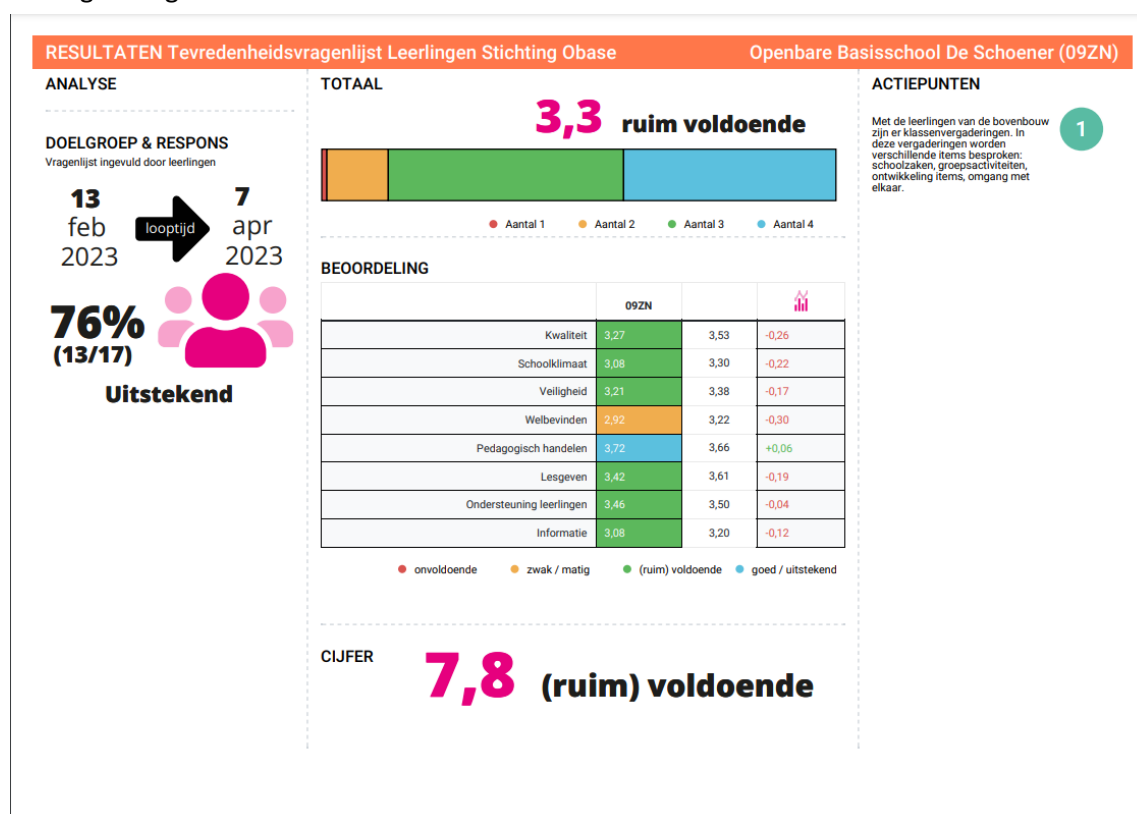 RESULTATEN Tevredenheidsvragenlijst Leerlingen Stichting Obase Openbare Basisschool De Schoener (09ZN)
ANALYSE
DOELGROEP & RESPONS
Vragenlijst ingevuld door leerlingen
13 feb 2023
looptijd
7 apr 2023
76%
(13/17)
Uitstekend
TOTAAL
3,3 ruim voldoende
Aantal 1 Aantal 2 Aantal 3 Aantal 4
BEOORDELING
09ZN
Kwaliteit 3,27 3,53 -0,26
Schoolklimaat 3,08 3,30 -0,22
Veiligheid 3,21 3,38 -0,17
Welbevinden 2,92 3,22 -0,30
Pedagogisch handelen 3,72 3,66 +0,06
Lesgeven 3,42 3,61 -0,19
Ondersteuning leerlingen 3,46 3,50 -0,04
Informatie 3,08 3,20 -0,12
onvoldoende zwak / matig (ruim) voldoende goed / uitstekend
CIJFER
7,8 (ruim) voldoende
ACTIEPUNTEN
Met de leerlingen van de bovenbouw
zijn er klassenvergaderingen. In
deze vergaderingen worden
verschillende items besproken:
schoolzaken, groepsactiviteiten,
ontwikkeling items, omgang met
elkaar.
1